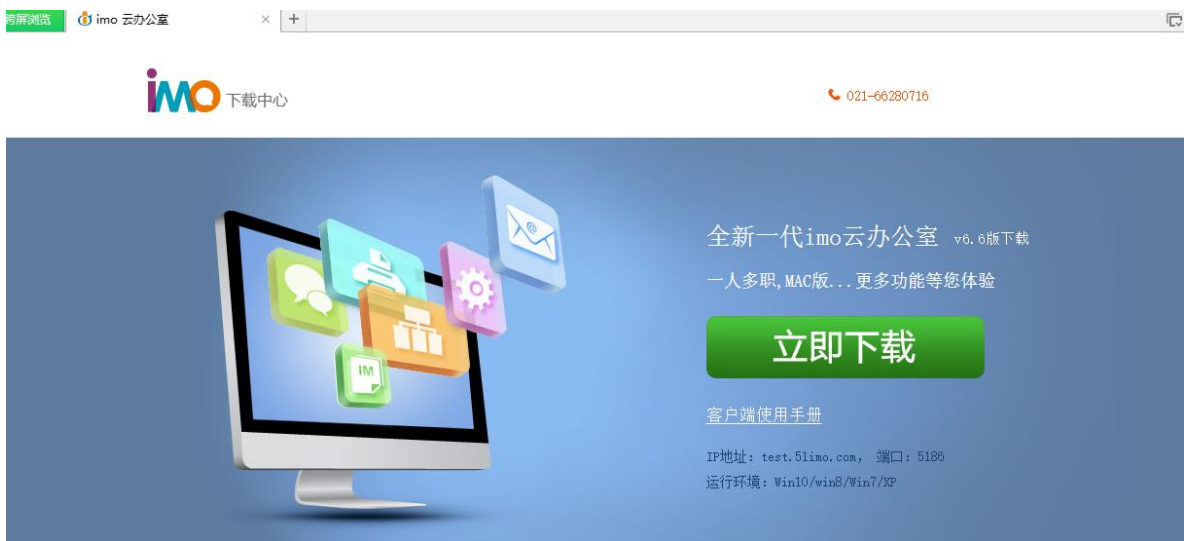 跨屏浏览
imo 云办公室
imo 下载中心
021-66280716
全新一代imo云办公室 v6.6版下载
一人多职,MAC版...更多功能等您体验
立即下载
客户端使用手册
IP地址: test.51imo.com, 端口: 5186
运行环境: Win10/win8/Win7/XP
IM